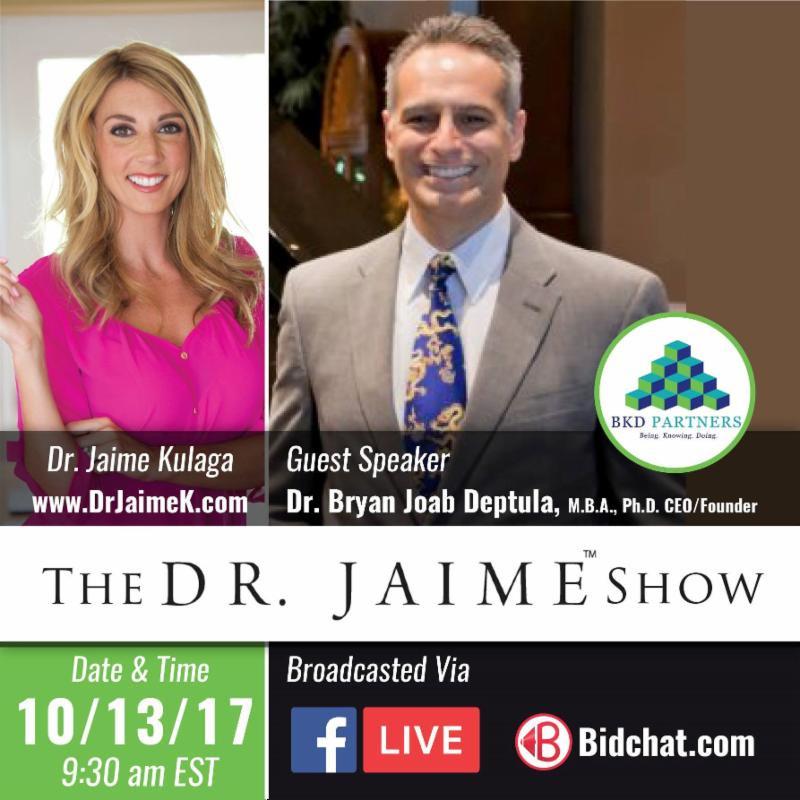 BKD PARTNERS
Being. Knowing. Doing.
Dr. Jaime Kulaga
www.DrJaimeK.com
Guest Speaker
Dr. Bryan Joab Deptula, M.B.A., Ph.D. CEO/Founder
THE DR. JAIME™ SHOW
Date & Time
10/13/17
9:30 am EST
Broadcasted Via
f LIVE
B Bidchat.com